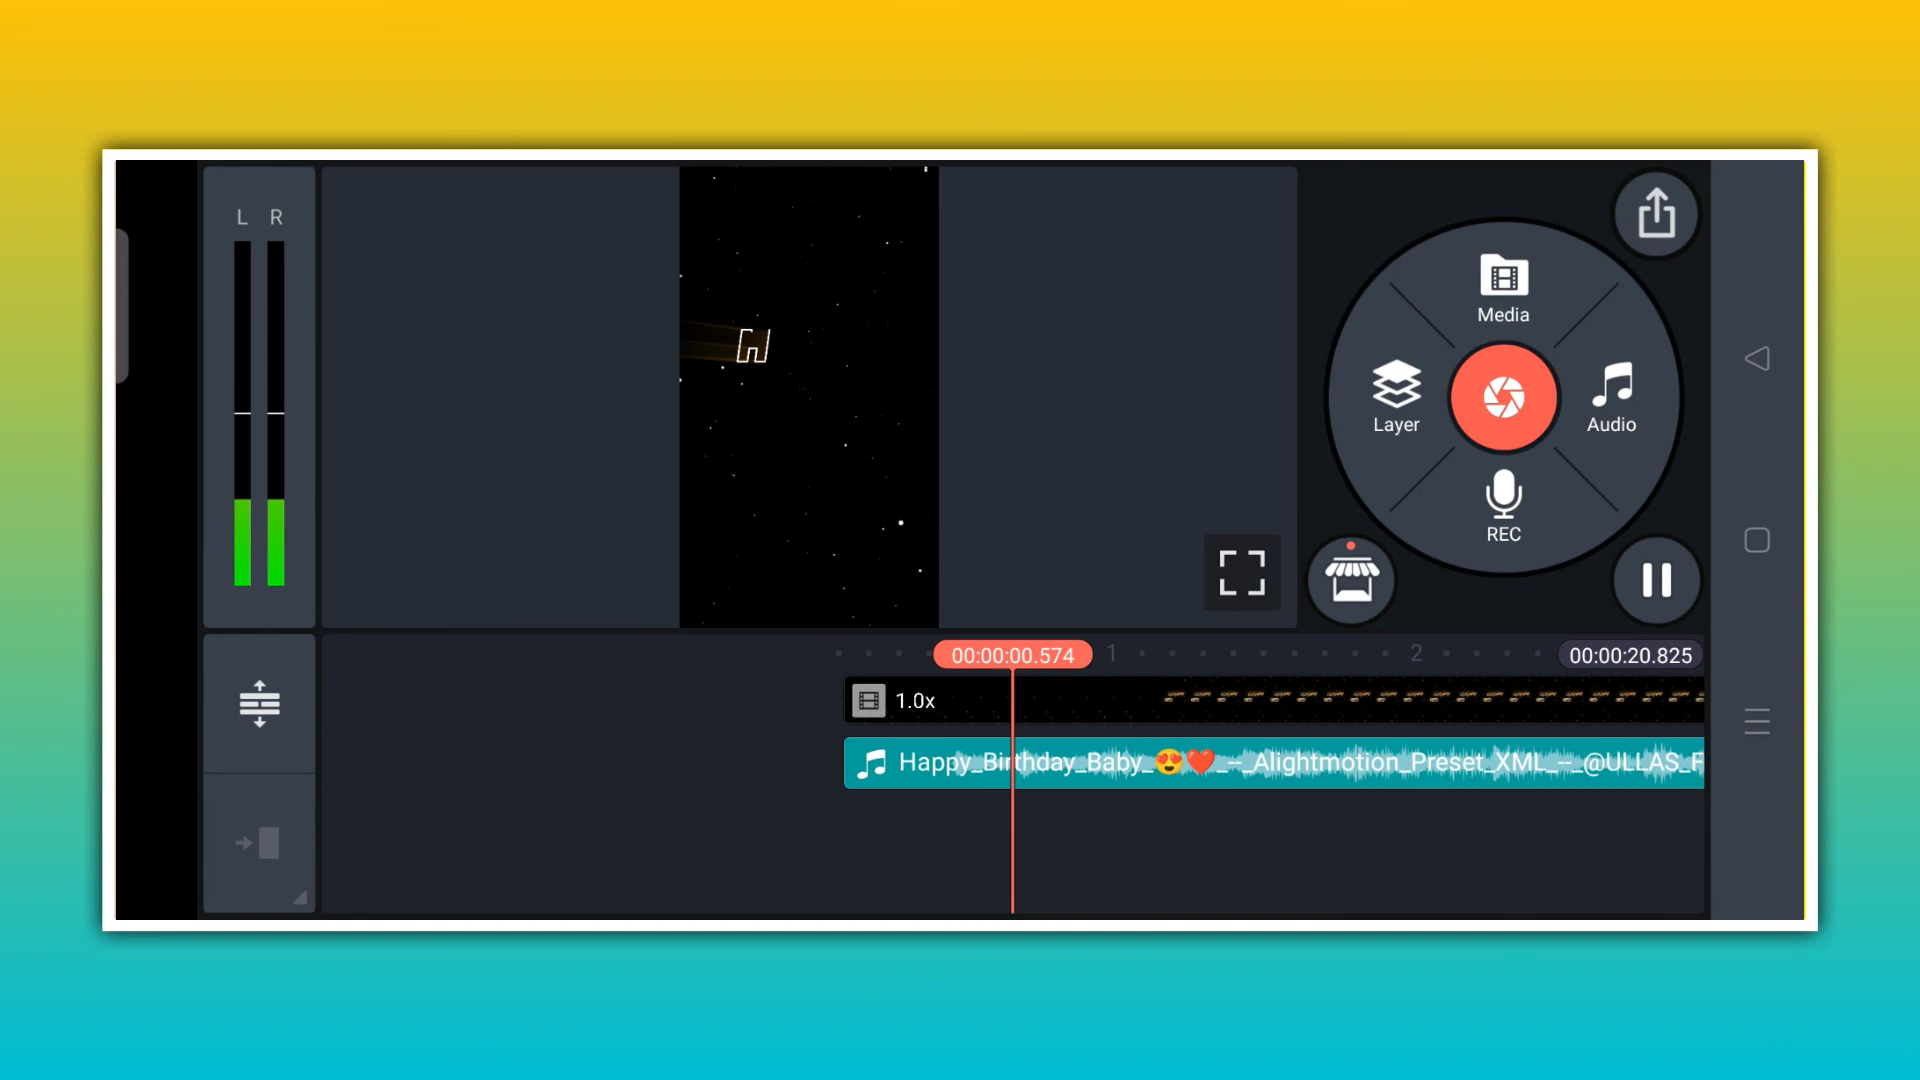 L R
Media
Layer
Audio
REC
00:00:00.574
1
2
00:00:20.825
1.0x
Happy_Birthday_Baby_😍❤️_--_Alightmotion_Preset_XML_--_@ULLAS_F